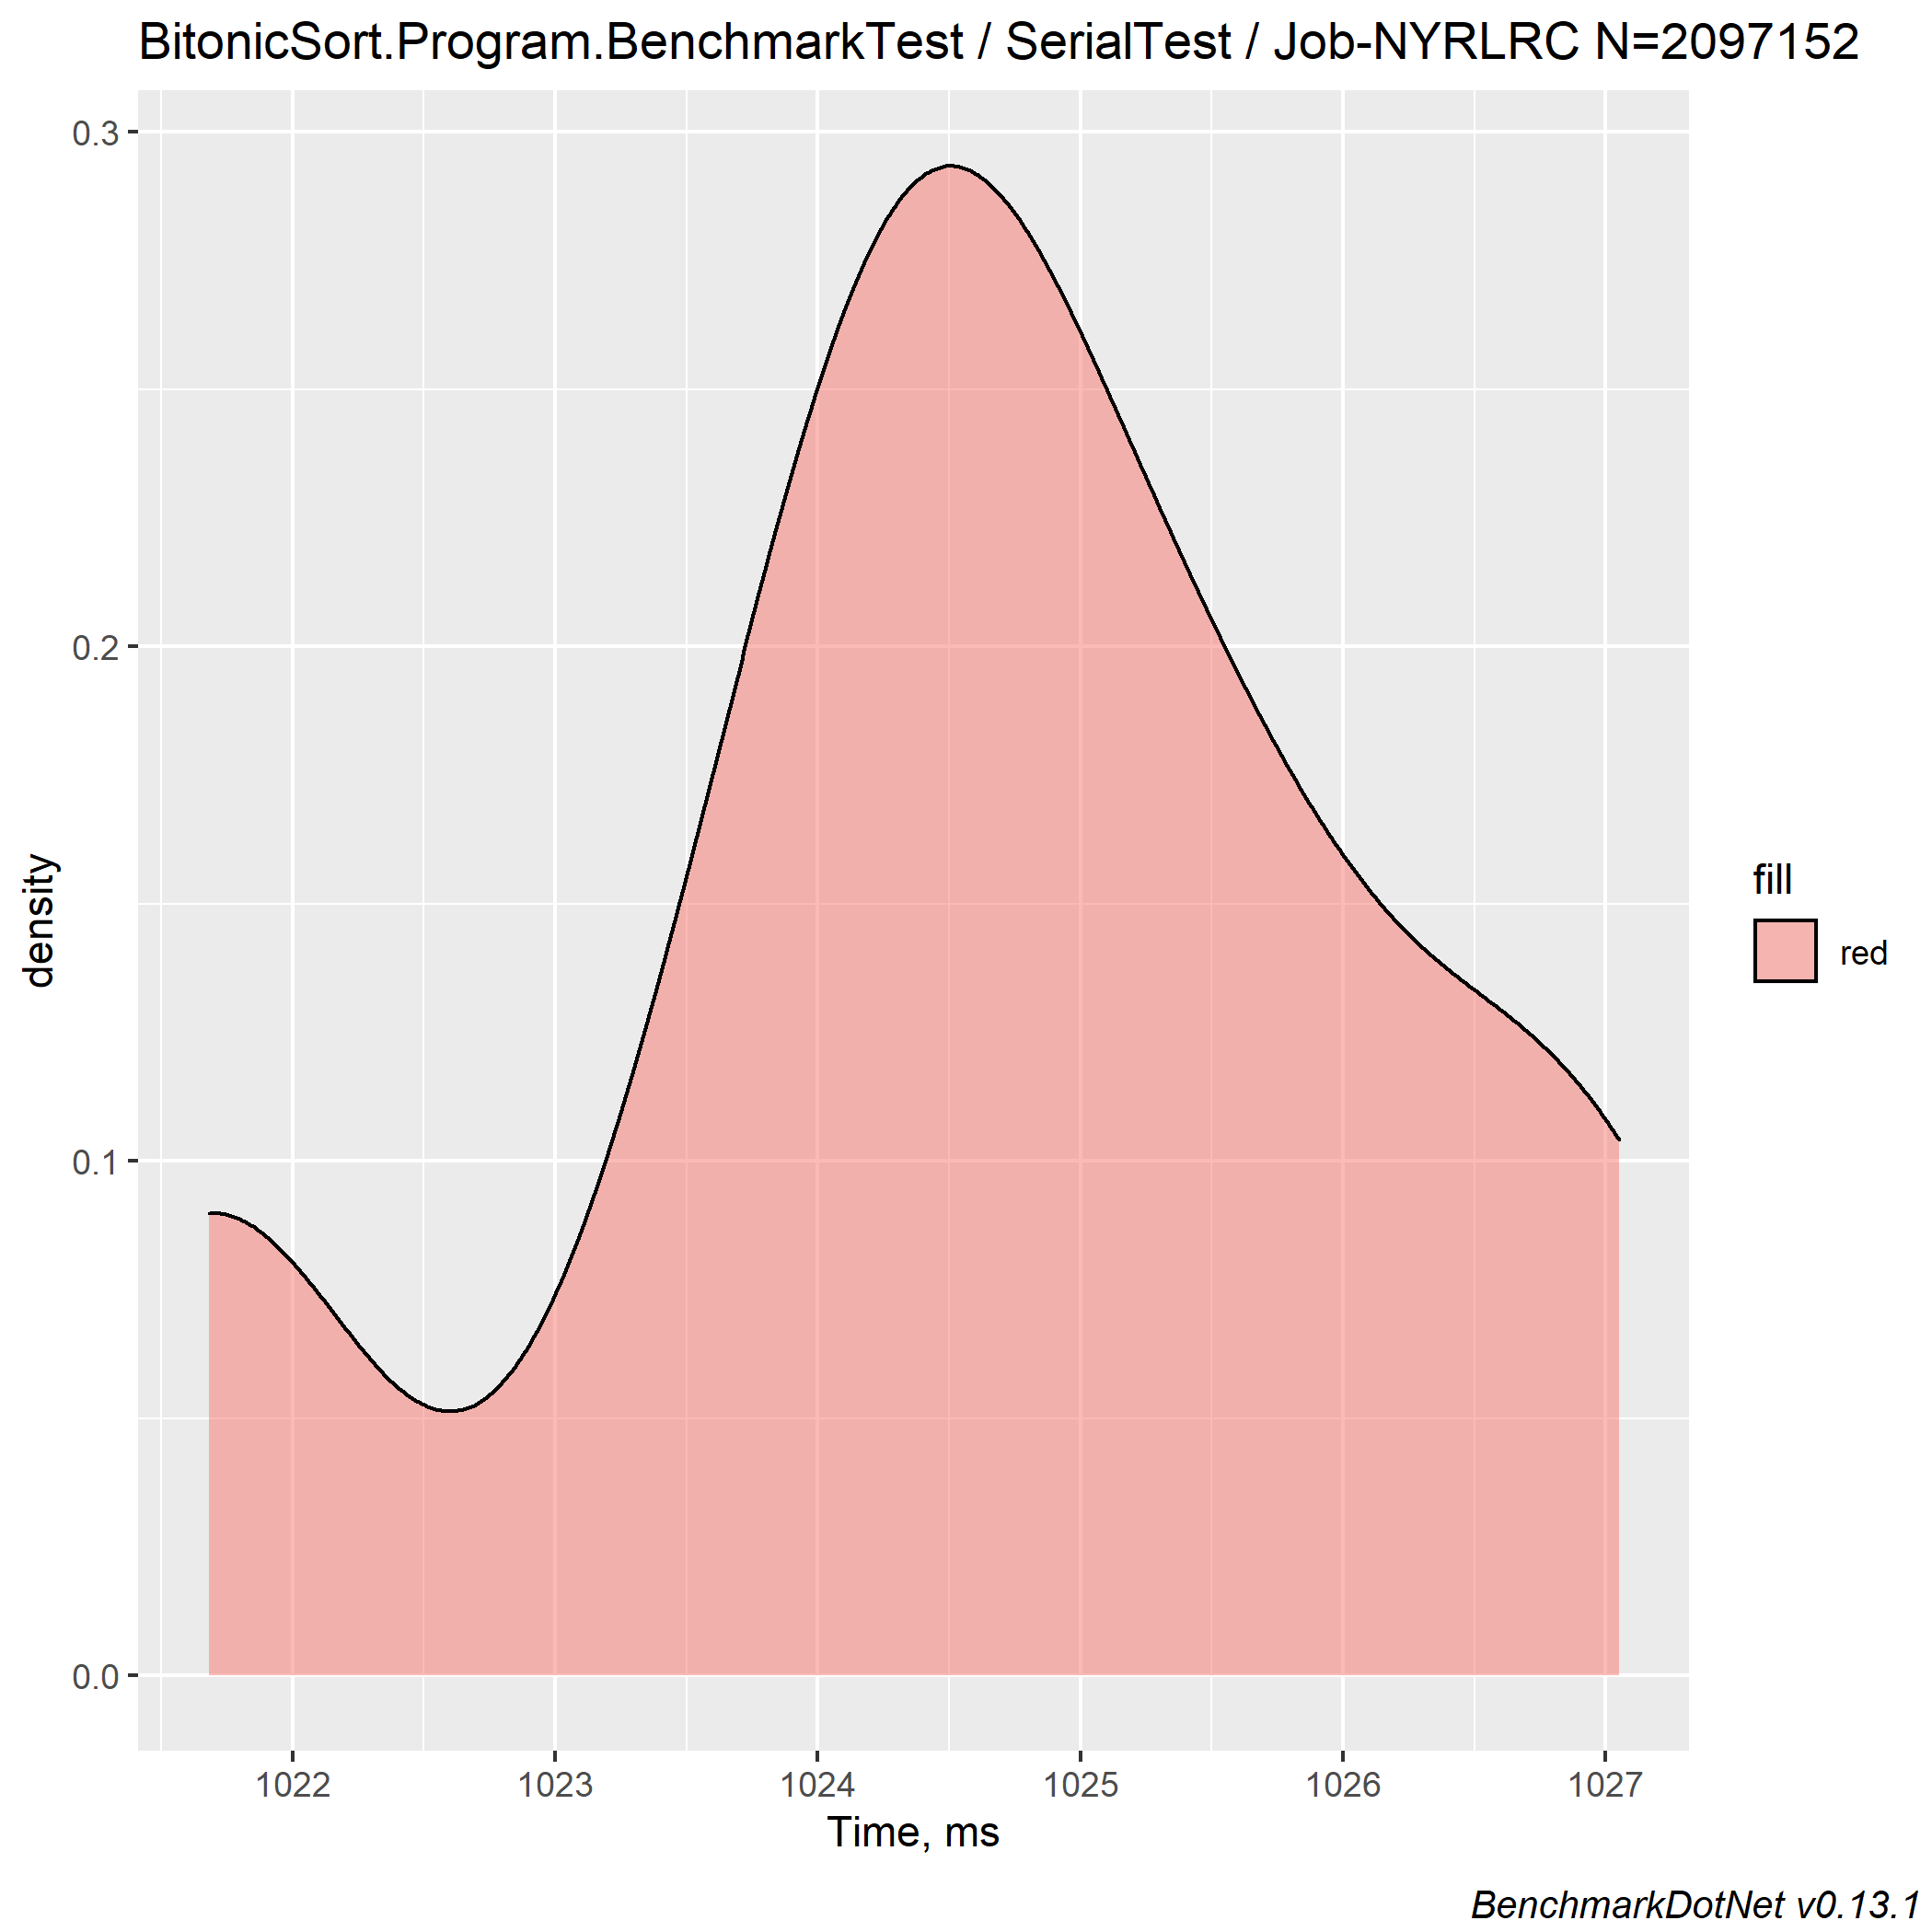 BitonicSort.Program.BenchmarkTest / SerialTest / Job-NYRLRC N=2097152
0.3
0.2
0.1
0.0
density
1022 1023 1024 1025 1026 1027
Time, ms
fill
red
BenchmarkDotNet v0.13.1